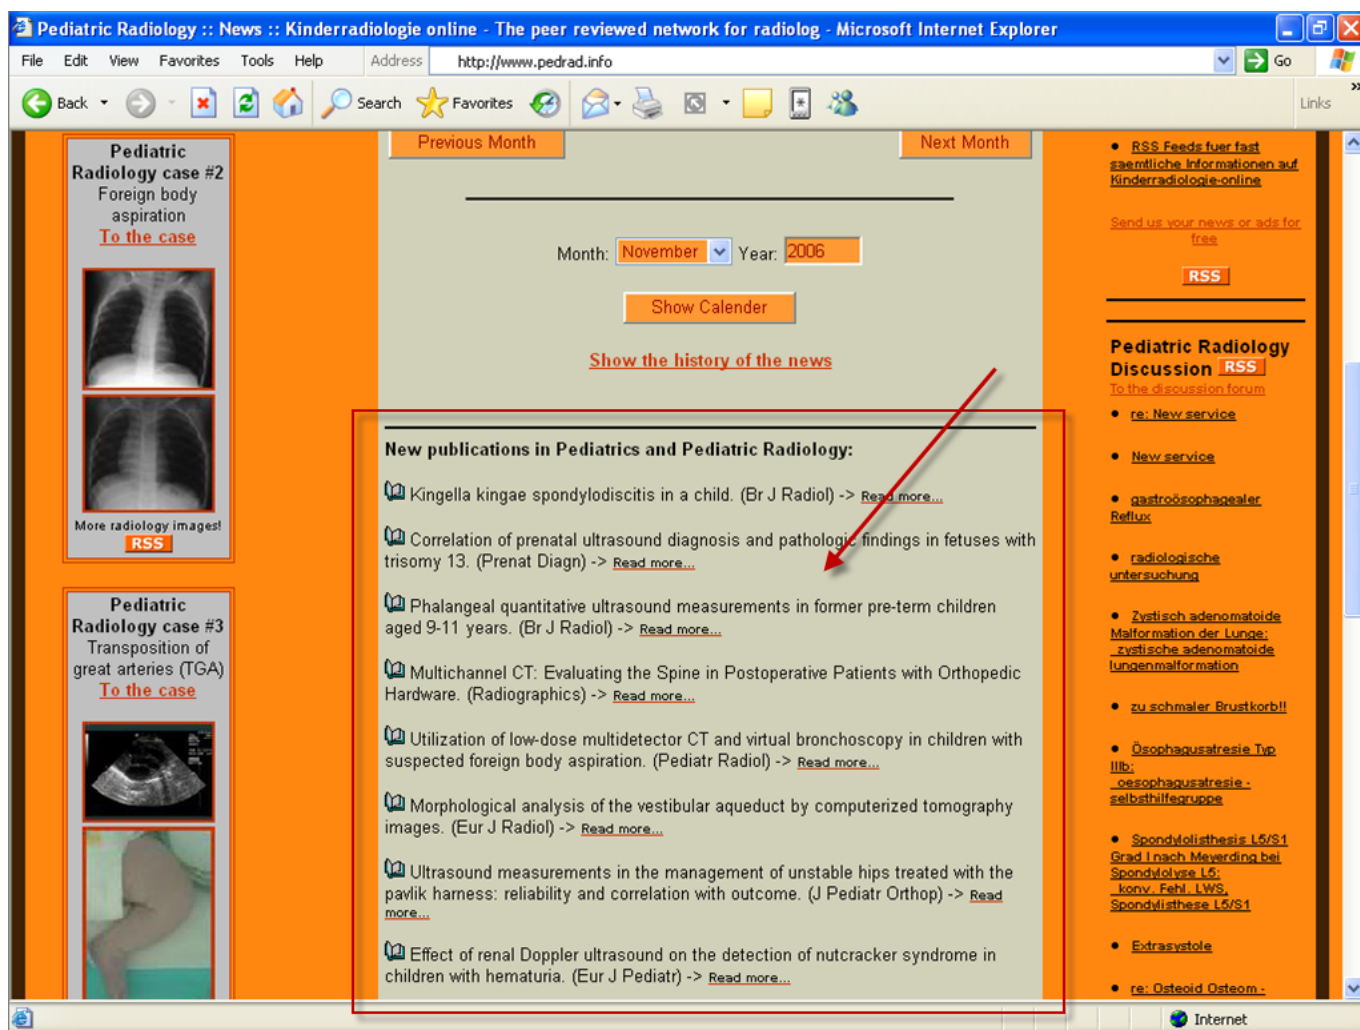 Pediatric Radiology :: News :: Kinderradiologie online - The peer reviewed network for radiolog - Microsoft Internet Explorer
File Edit View Favorites Tools Help Address http://www.pedrad.info Go
Back Search Favorites Links
Pediatric
Radiology case #2
Foreign body
aspiration
To the case
More radiology images!
RSS
Pediatric
Radiology case #3
Transposition of
great arteries (TGA)
To the case
Previous Month Next Month
Month: November Year: 2006
Show Calender
Show the history of the news
New publications in Pediatrics and Pediatric Radiology:
Kingella kingae spondylodiscitis in a child. (Br J Radiol) -> Read more...
Correlation of prenatal ultrasound diagnosis and pathologic findings in fetuses with
trisomy 13. (Prenat Diagn) -> Read more...
Phalangeal quantitative ultrasound measurements in former pre-term children
aged 9-11 years. (Br J Radiol) -> Read more...
Multichannel CT: Evaluating the Spine in Postoperative Patients with Orthopedic
Hardware. (Radiographics) -> Read more...
Utilization of low-dose multidetector CT and virtual bronchoscopy in children with
suspected foreign body aspiration. (Pediatr Radiol) -> Read more...
Morphological analysis of the vestibular aqueduct by computerized tomography
images. (Eur J Radiol) -> Read more...
Ultrasound measurements in the management of unstable hips treated with the
pavlik harness: reliability and correlation with outcome. (J Pediatr Orthop) -> Read
more...
Effect of renal Doppler ultrasound on the detection of nutcracker syndrome in
children with hematuria. (Eur J Pediatr) -> Read more...
• RSS Feeds fuer fast
saemtliche Informationen auf
Kinderradiologie-online
Send us your news or ads for
free
RSS
Pediatric Radiology
Discussion RSS
To the discussion forum
• re: New service
• New service
• gastroösophagealer
Reflux
• radiologische
untersuchung
• Zystisch adenomatoide
Malformation der Lunge:
zystische adenomatoide
lungenmalformation
• zu schmaler Brustkorb!!
• Ösophagusatresie Typ
IIIb:
oesophagusatresie -
selbsthilfegruppe
• Spondylolisthesis L5/S1
Grad I nach Meyerding bei
Spondylolyse L5:
konv. Fehl. LWS,
Spondylisthese L5/S1
• Extrasystole
• re: Osteoid Osteom -
Internet